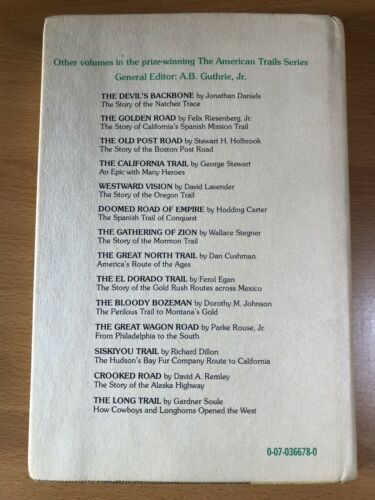 Other volumes in the prize-winning The American Trails Series
General Editor: A.B. Guthrie, Jr.
THE DEVIL'S BACKBONE by Jonathan Daniels
The Story of the Natchez Trace
THE GOLDEN ROAD by Felix Riesenberg, Jr.
The Story of California's Spanish Mission Trail
THE OLD POST ROAD by Stewart H. Holbrook
The Story of the Boston Post Road
THE CALIFORNIA TRAIL by George Stewart
An Epic with Many Heroes
WESTWARD VISION by David Lavender
The Story of the Oregon Trail
DOOMED ROAD OF EMPIRE by Hodding Carter
The Spanish Trail of Conquest
THE GATHERING OF ZION by Wallace Stegner
The Story of the Mormon Trail
THE GREAT NORTH TRAIL by Dan Cushman
America's Route of the Ages
THE EL DORADO TRAIL by Ferol Egan
The Story of the Gold Rush Routes across Mexico
THE BLOODY BOZEMAN by Dorothy M. Johnson
The Perilous Trail to Montana's Gold
THE GREAT WAGON ROAD by Parke Rouse, Jr.
From Philadelphia to the South
SISKIYOU TRAIL by Richard Dillon
The Hudson's Bay Fur Company Route to California
CROOKED ROAD by David A. Remley
The Story of the Alaska Highway
THE LONG TRAIL by Gardner Soule
How Cowboys and Longhorns Opened the West
0-07-036678-0